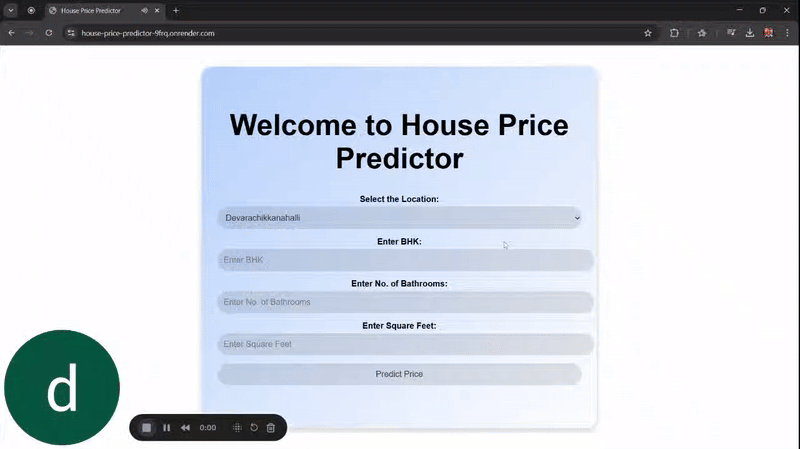 House Price Predictor
house-price-predictor-9frq.onrender.com
Welcome to House Price
Predictor
Select the Location:
Devarachikkanahalli
Enter BHK:
Enter BHK
Enter No. of Bathrooms:
Enter No. of Bathrooms
Enter Square Feet:
Enter Square Feet
Predict Price
d
0:00